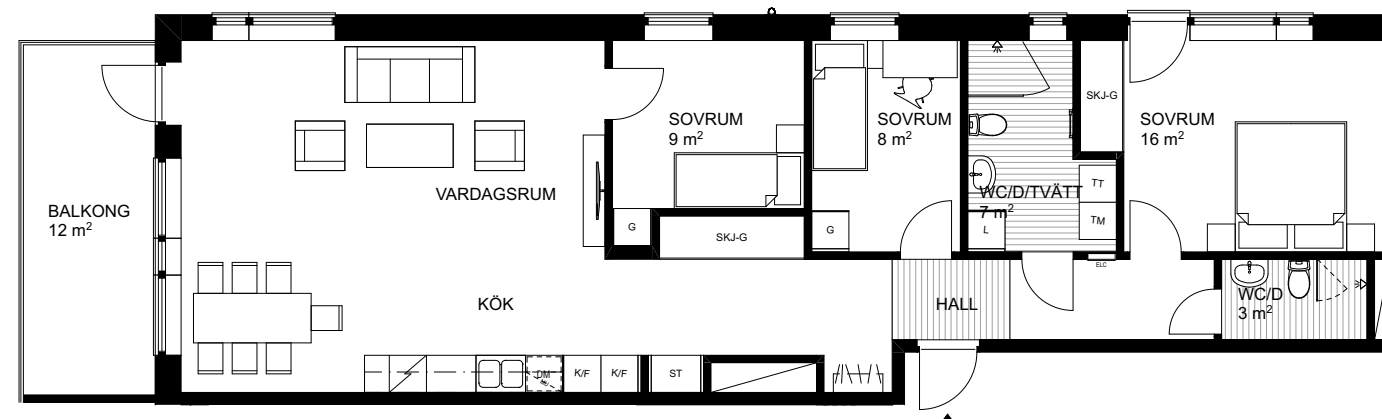 BALKONG
12 m²
VARDAGSRUM
KÖK
SOVRUM
9 m²
G
SKJ-G
SOVRUM
8 m²
G
WC/D/TVÄTT
7 m²
L
TT
TM
SKJ-G
SOVRUM
16 m²
ELC
HALL
WC/D
3 m²
DM
K/F
K/F
ST